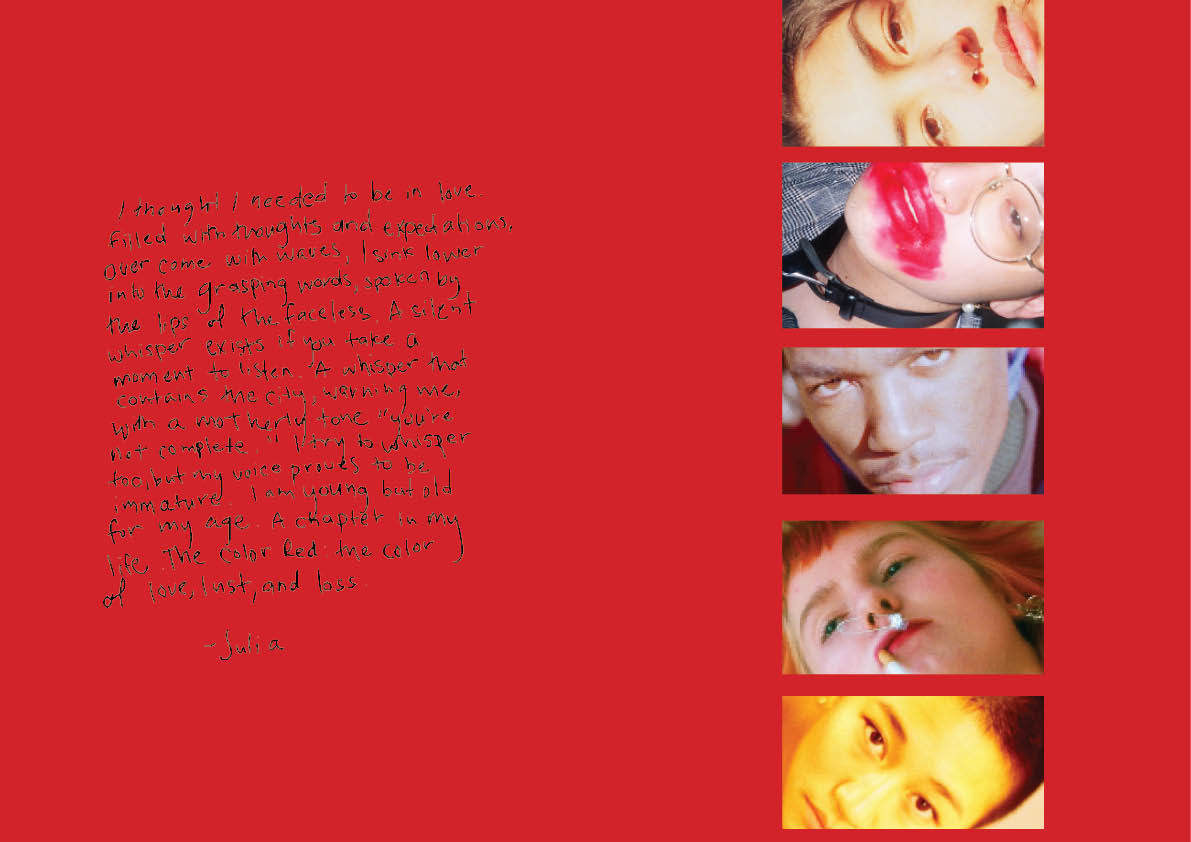 I thought I needed to be in love.
Filled with thoughts and expectations,
over come with waves, I sink lower
into the grasping words, spoken by
the lips of the faceless. A silent
whisper exists if you take a
moment to listen. A whisper that
contains the city, warning me,
with a motherly tone "you're
not complete." I try to whisper
too, but my voice proves to be
immature. I am young but old
for my age. A chapter in my
life. The color Red: the color
of love, lust, and loss.
- Julia